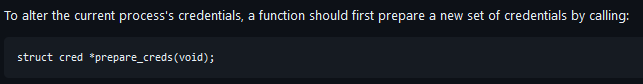 To alter the current process's credentials, a function should first prepare a new set of credentials by calling:
struct cred *prepare_creds(void);